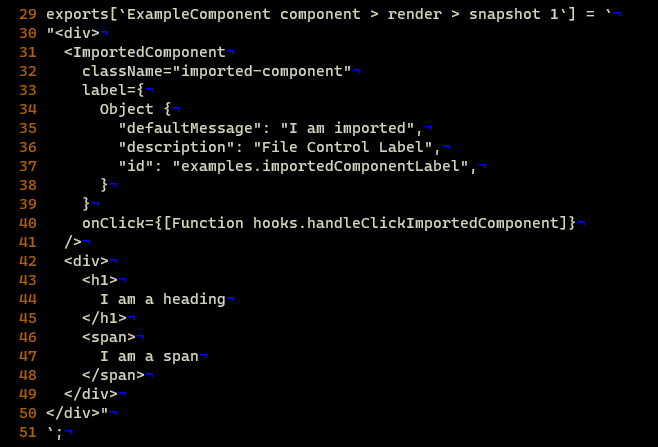 29 exports[`ExampleComponent component > render > snapshot 1`] = `¬
30 "<div>¬
31   <ImportedComponent¬
32     className="imported-component"¬
33     label={¬
34       Object {¬
35         "defaultMessage": "I am imported",¬
36         "description": "File Control Label",¬
37         "id": "examples.importedComponentLabel",¬
38       }¬
39     }¬
40     onClick={[Function hooks.handleClickImportedComponent]}¬
41   />¬
42   <div>¬
43     <h1>¬
44       I am a heading¬
45     </h1>¬
46     <span>¬
47       I am a span¬
48     </span>¬
49   </div>¬
50 </div>"¬
51 `;¬